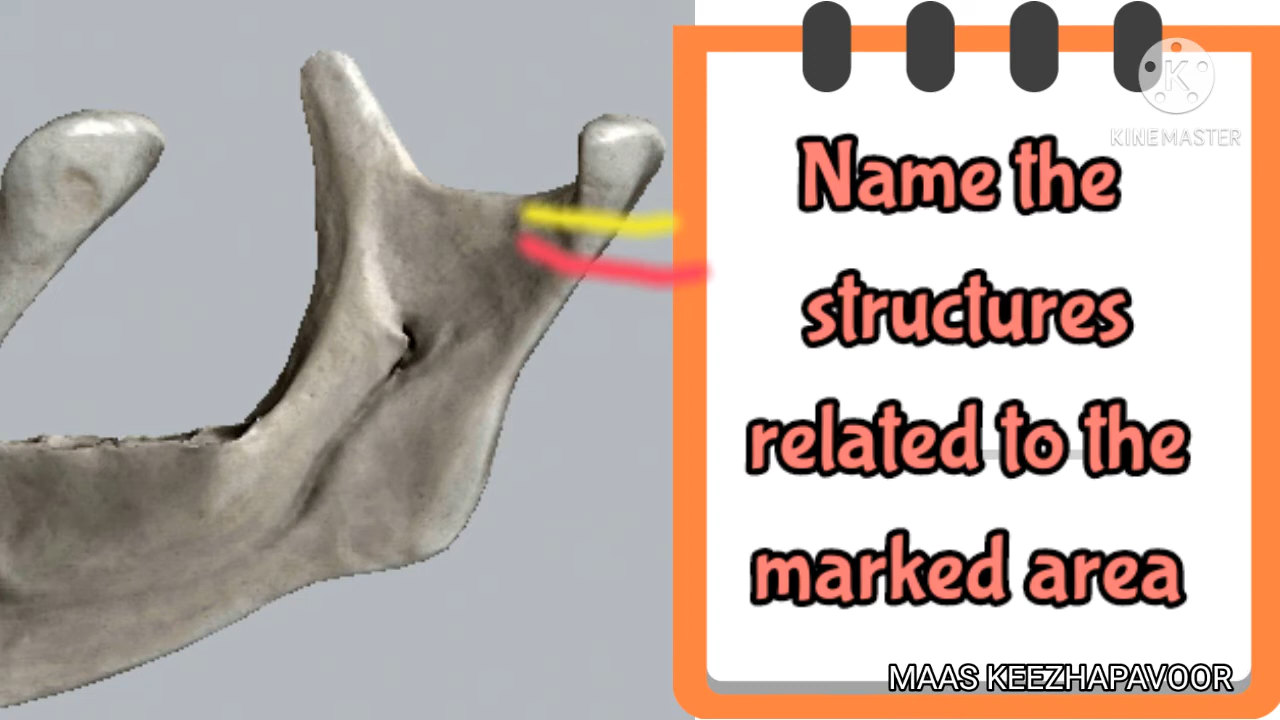 KINEMASTER
Name the
structures
related to the
marked area
MAAS KEEZHAPAVOOR